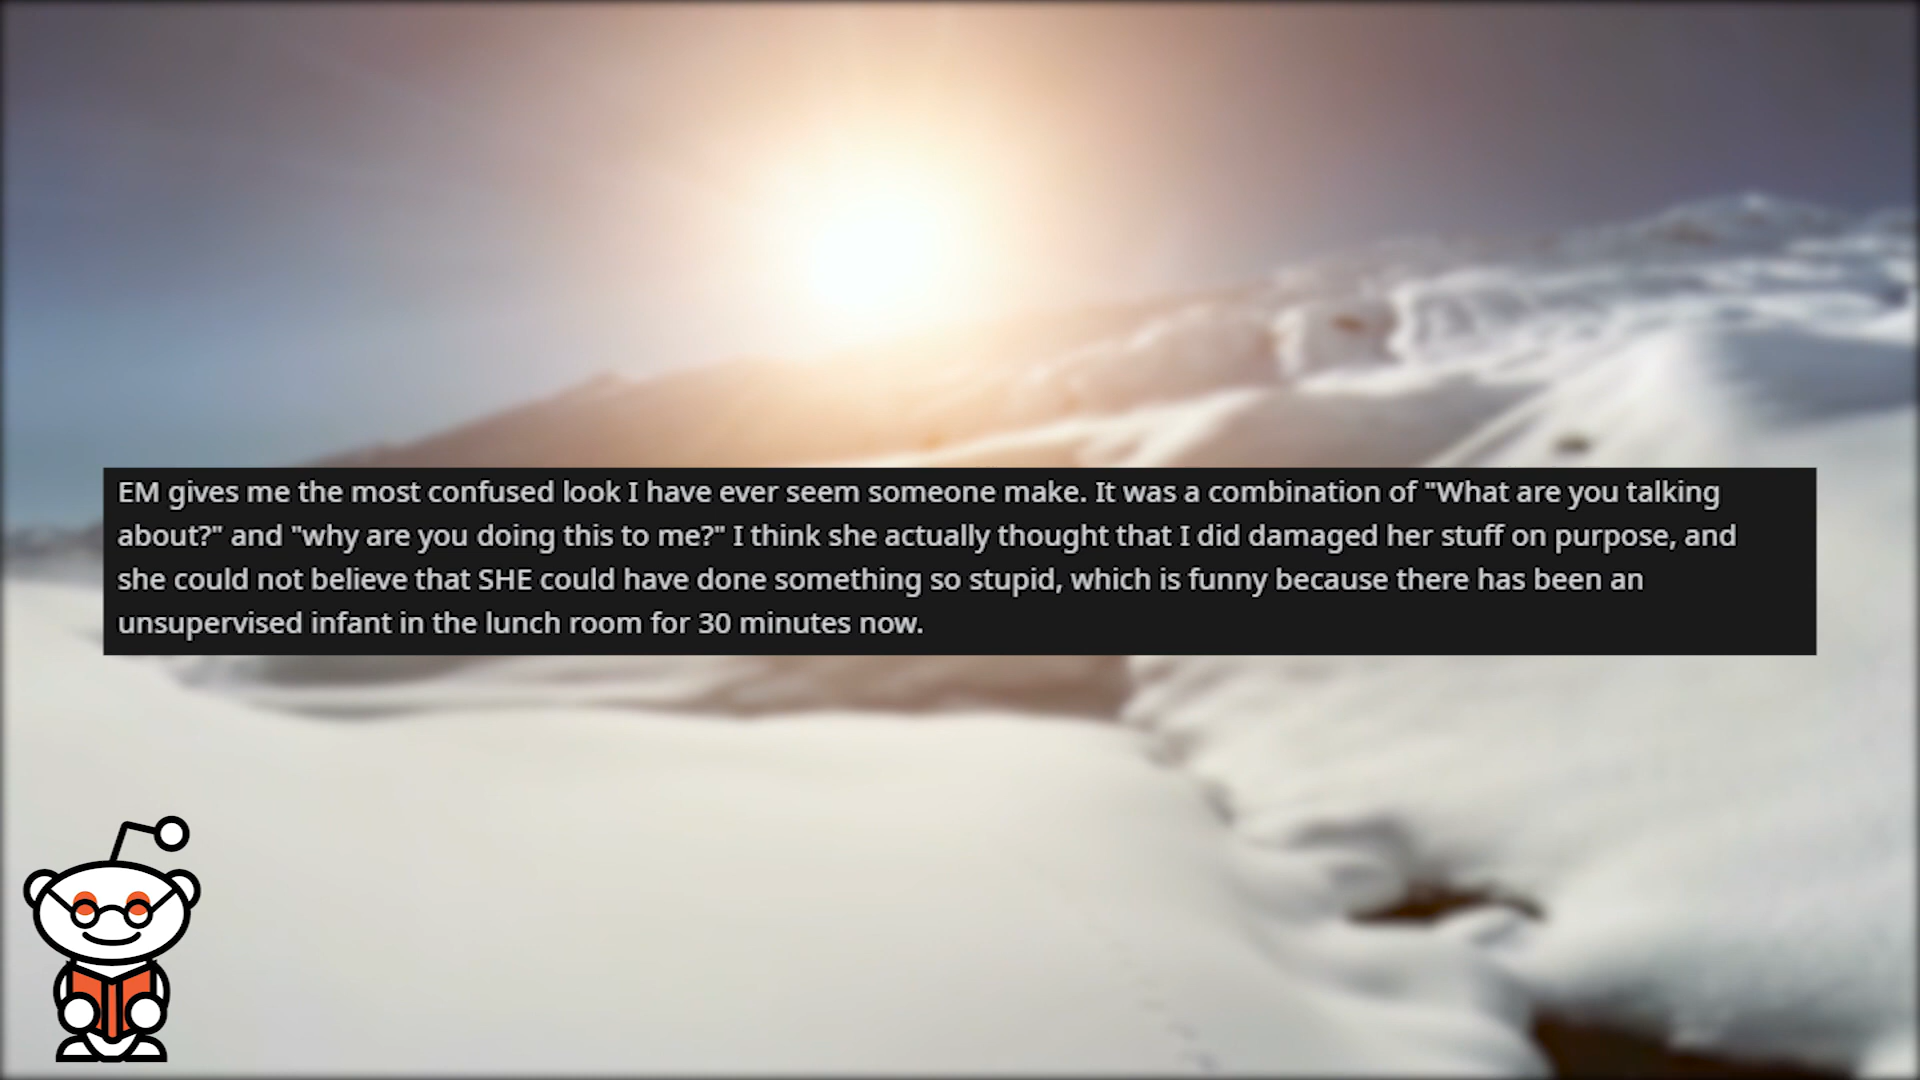 EM gives me the most confused look I have ever seem someone make. It was a combination of "What are you talking
about?" and "why are you doing this to me?" I think she actually thought that I did damaged her stuff on purpose, and
she could not believe that SHE could have done something so stupid, which is funny because there has been an
unsupervised infant in the lunch room for 30 minutes now.